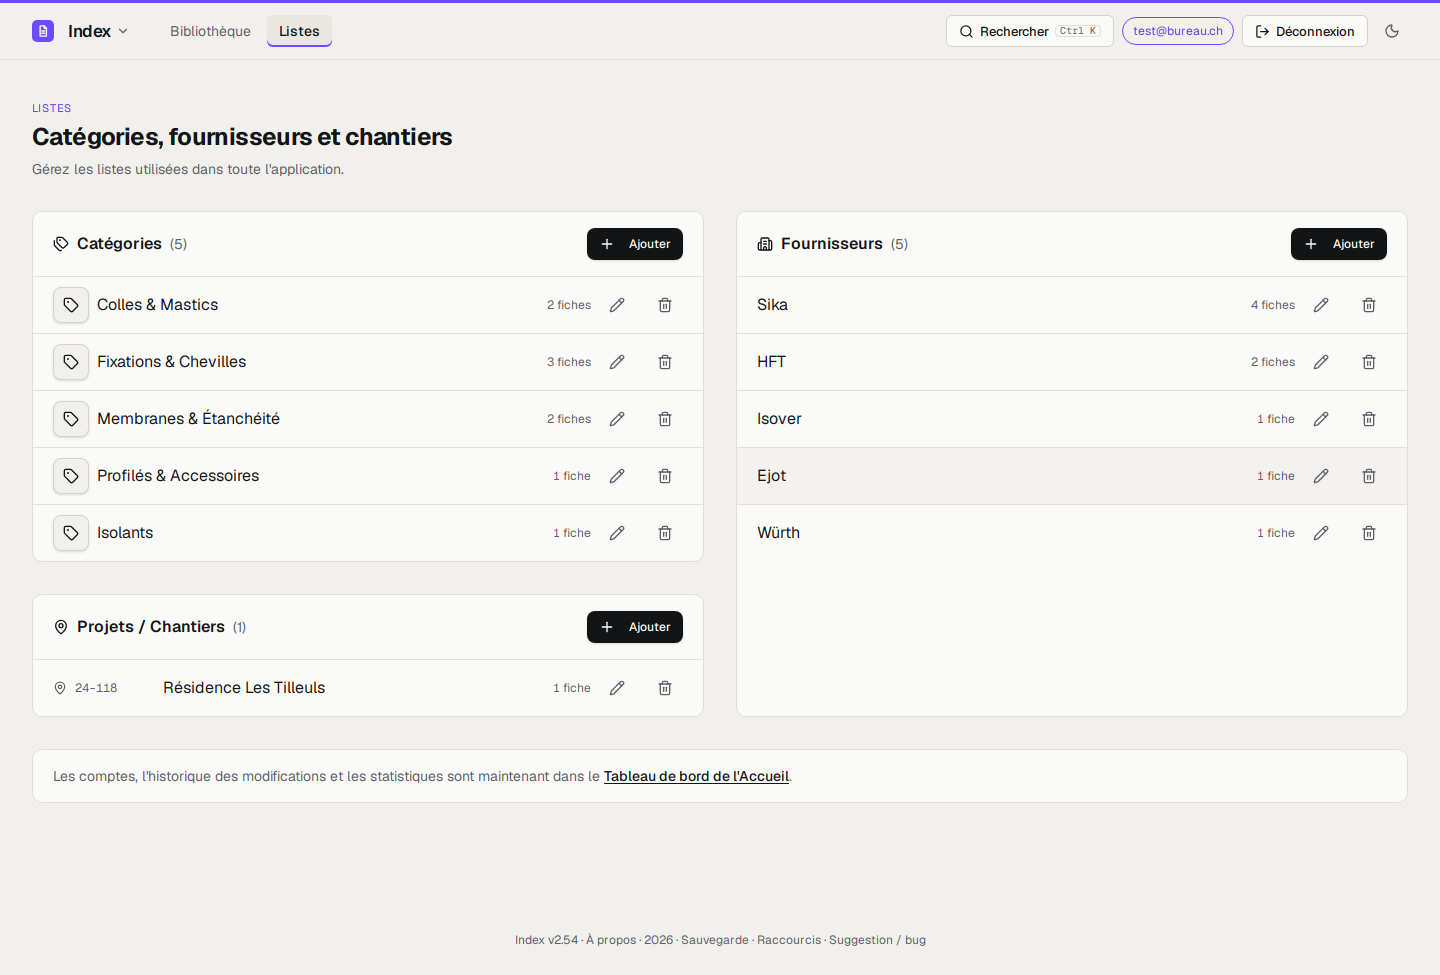 Index
Bibliothèque
Listes
Rechercher Ctrl K
test@bureau.ch
Déconnexion
LISTES
Catégories, fournisseurs et chantiers
Gérez les listes utilisées dans toute l'application.
Catégories (5)
Ajouter
Colles & Mastics 2 fiches
Fixations & Chevilles 3 fiches
Membranes & Étanchéité 2 fiches
Profilés & Accessoires 1 fiche
Isolants 1 fiche
Fournisseurs (5)
Ajouter
Sika 4 fiches
HFT 2 fiches
Isover 1 fiche
Ejot 1 fiche
Würth 1 fiche
Projets / Chantiers (1)
Ajouter
24-118 Résidence Les Tilleuls 1 fiche
Les comptes, l'historique des modifications et les statistiques sont maintenant dans le Tableau de bord de l'Accueil.
Index v2.54 · À propos · 2026 · Sauvegarde · Raccourcis · Suggestion / bug